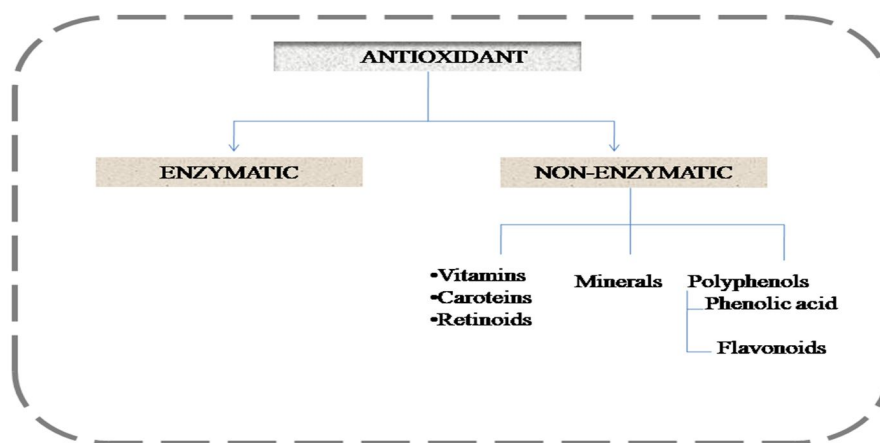 ANTIOXIDANT
ENZYMATIC
NON-ENZYMATIC
•Vitamins
•Caroteins
•Retinoids
Minerals
Polyphenols
Phenolic acid
Flavonoids